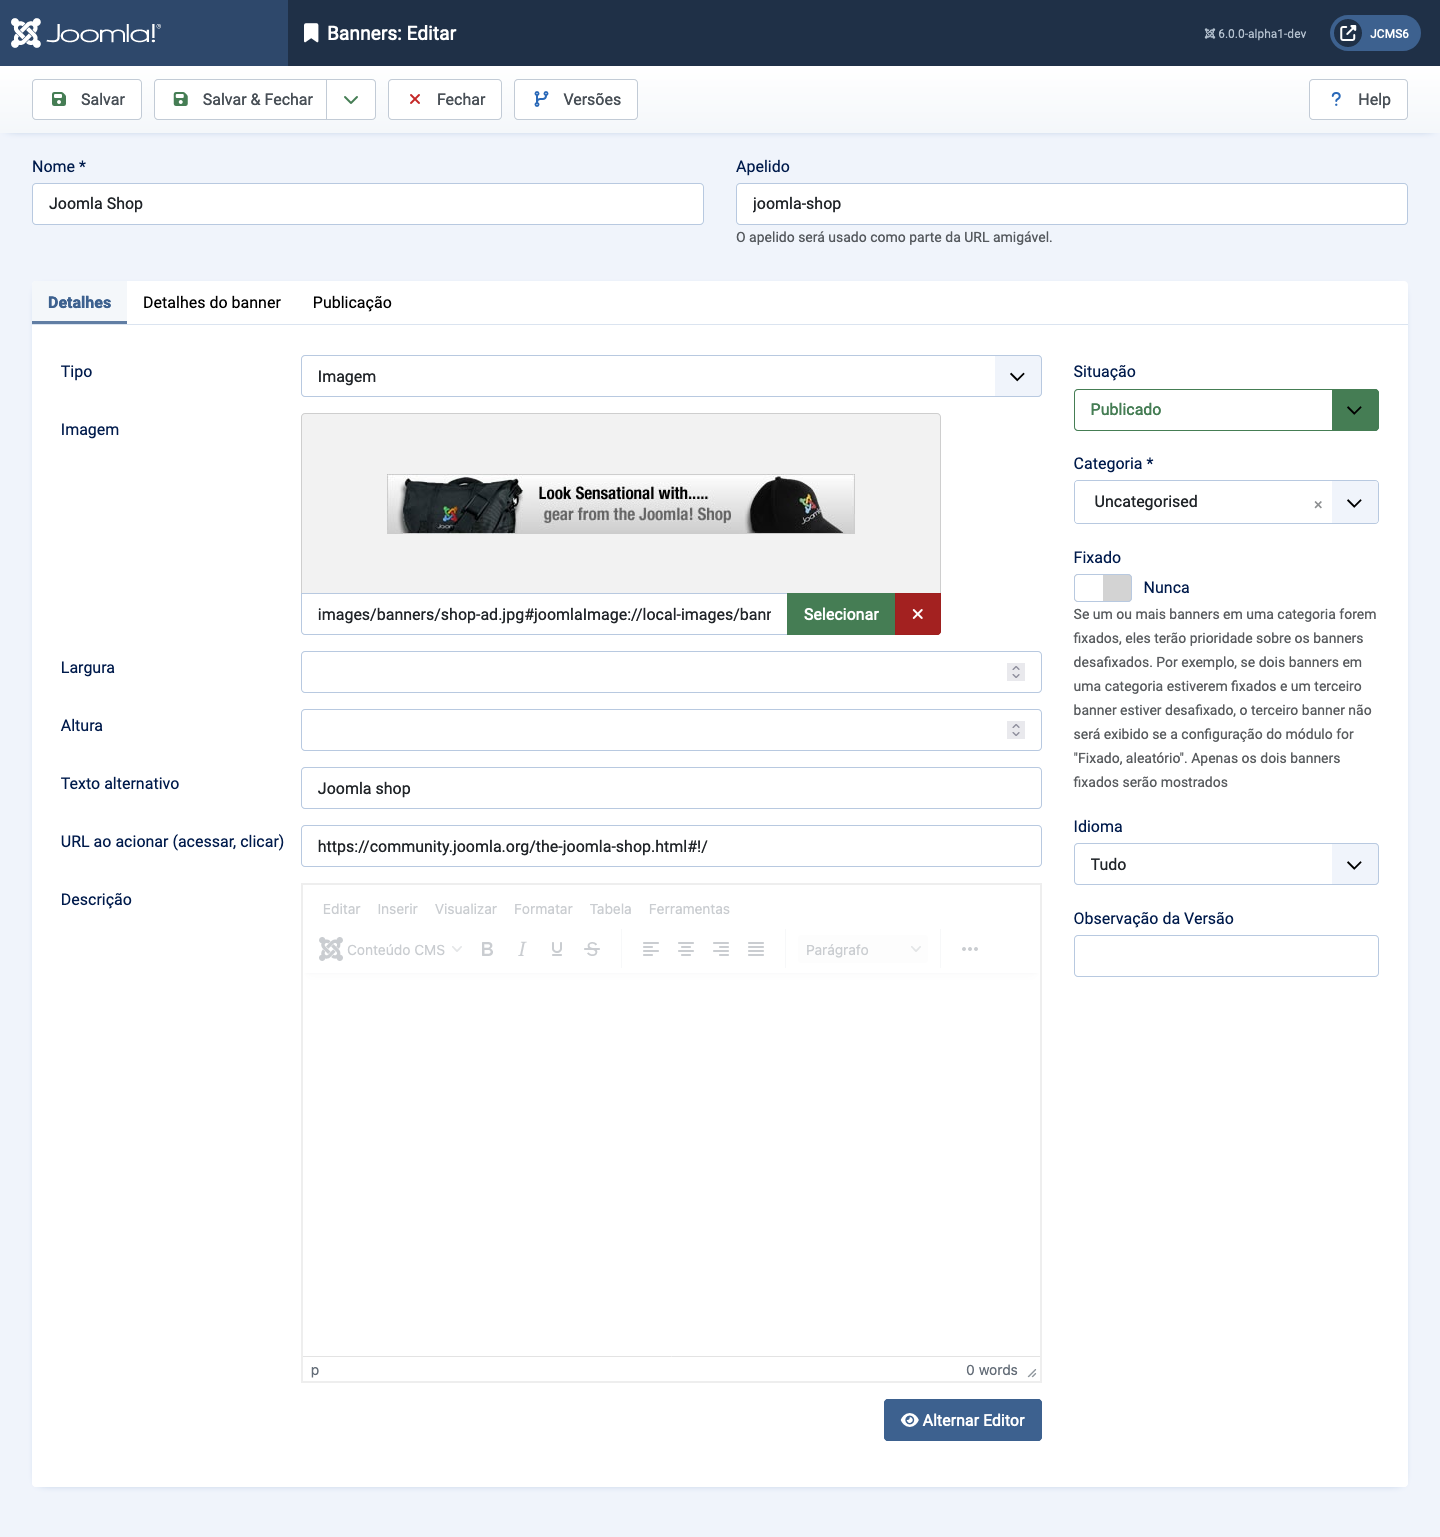 Joomla!®
Banners: Editar
6.0.0-alpha1-dev
JCMS6
Salvar
Salvar & Fechar
Fechar
Versões
? Help
Nome *
Apelido
Joomla Shop
joomla-shop
O apelido será usado como parte da URL amigável.
Detalhes
Detalhes do banner
Publicação
Tipo
Imagem
Imagem
Look Sensational with.....
gear from the Joomla! Shop
images/banners/shop-ad.jpg#joomlaImage://local-images/banr
Selecionar
Largura
Altura
Texto alternativo
Joomla shop
URL ao acionar (acessar, clicar)
https://community.joomla.org/the-joomla-shop.html#!/
Descrição
Editar Inserir Visualizar Formatar Tabela Ferramentas
Conteúdo CMS B I U S Parágrafo
p
0 words
Alternar Editor
Situação
Publicado
Categoria *
Uncategorised
×
Fixado
Nunca
Se um ou mais banners em uma categoria forem
fixados, eles terão prioridade sobre os banners
desafixados. Por exemplo, se dois banners em
uma categoria estiverem fixados e um terceiro
banner estiver desafixado, o terceiro banner não
será exibido se a configuração do módulo for
"Fixado, aleatório". Apenas os dois banners
fixados serão mostrados
Idioma
Tudo
Observação da Versão